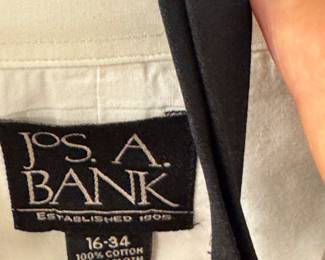 JOS. A.
BANK
ESTABLISHED 1905
16-34
100% COTTON